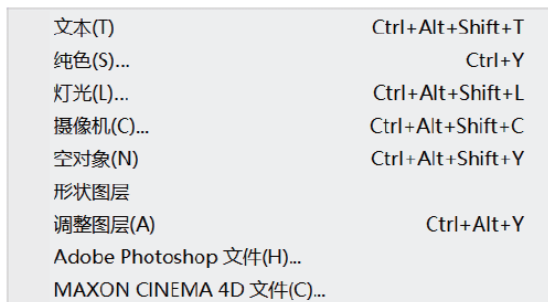 文本(T) Ctrl+Alt+Shift+T
纯色(S)... Ctrl+Y
灯光(L)... Ctrl+Alt+Shift+L
摄像机(C)... Ctrl+Alt+Shift+C
空对象(N) Ctrl+Alt+Shift+Y
形状图层
调整图层(A) Ctrl+Alt+Y
Adobe Photoshop 文件(H)...
MAXON CINEMA 4D 文件(C)...